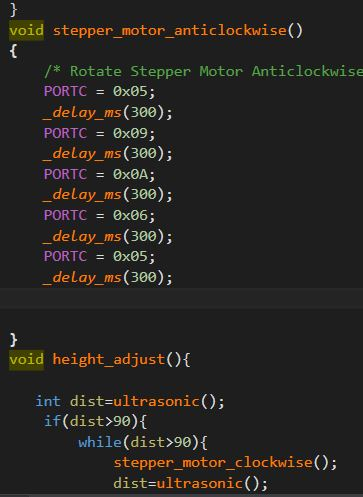 }
void stepper_motor_anticlockwise()
{
/* Rotate Stepper Motor Anticlockwise
PORTC = 0x05;
_delay_ms(300);
PORTC = 0x09;
_delay_ms(300);
PORTC = 0x0A;
_delay_ms(300);
PORTC = 0x06;
_delay_ms(300);
PORTC = 0x05;
_delay_ms(300);
}
void height_adjust(){
int dist=ultrasonic();
if(dist>90){
while(dist>90){
stepper_motor_clockwise();
dist=ultrasonic();